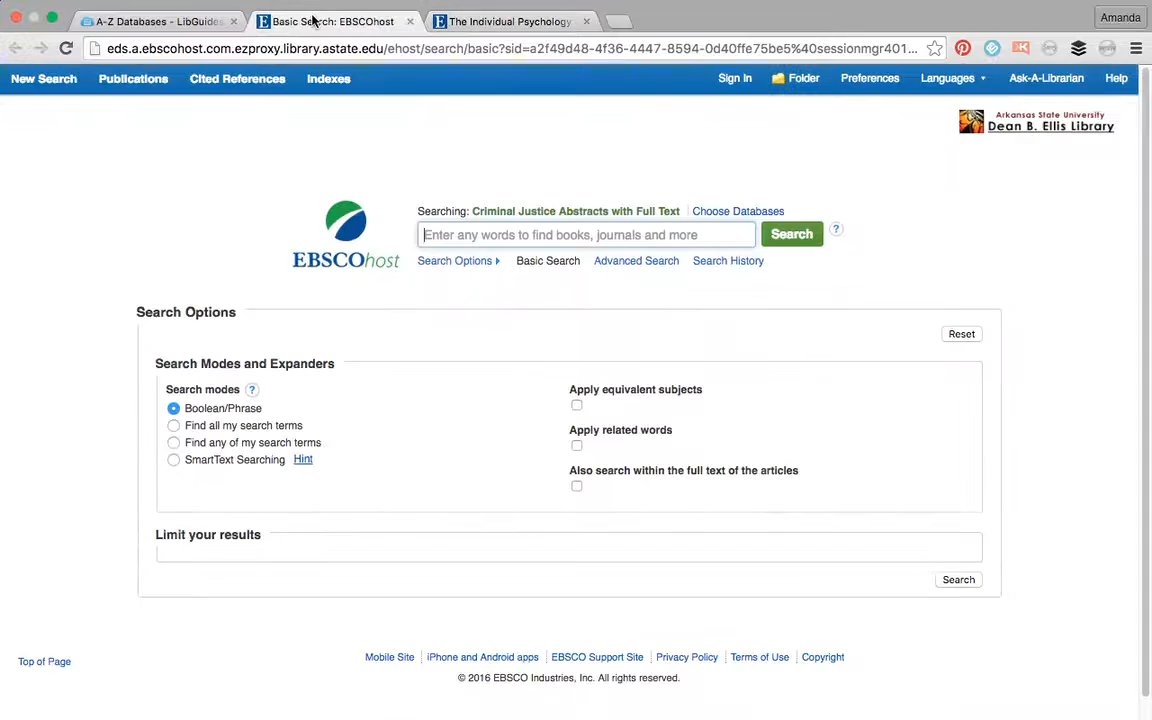 A-Z Databases - LibGuides
Basic Search: EBSCOhost
The Individual Psychology
Amanda
eds.a.ebscohost.com.ezproxy.library.astate.edu/ehost/search/basic?sid=a2f49d48-4f36-4447-8594-0d40ffe75be5%40sessionmgr401...
New Search
Publications
Cited References
Indexes
Sign In
Folder
Preferences
Languages
Ask-A-Librarian
Help
Arkansas State University
Dean B. Ellis Library
Searching: Criminal Justice Abstracts with Full Text
Choose Databases
EBSCOhost
Enter any words to find books, journals and more
Search
?
Search Options
Basic Search
Advanced Search
Search History
Search Options
Reset
Search Modes and Expanders
Search modes ?
Boolean/Phrase
Find all my search terms
Find any of my search terms
SmartText Searching Hint
Apply equivalent subjects
Apply related words
Also search within the full text of the articles
Limit your results
Search
Top of Page
Mobile Site
iPhone and Android apps
EBSCO Support Site
Privacy Policy
Terms of Use
Copyright
© 2016 EBSCO Industries, Inc. All rights reserved.